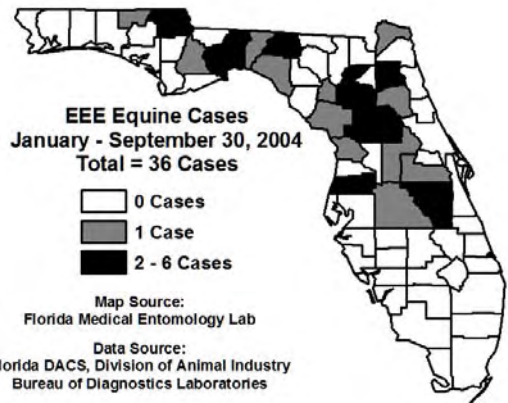 EEE Equine Cases
January - September 30, 2004
Total = 36 Cases
0 Cases
1 Case
2 - 6 Cases
Map Source:
Florida Medical Entomology Lab
Data Source:
lorida DACS, Division of Animal Industry
Bureau of Diagnostics Laboratories